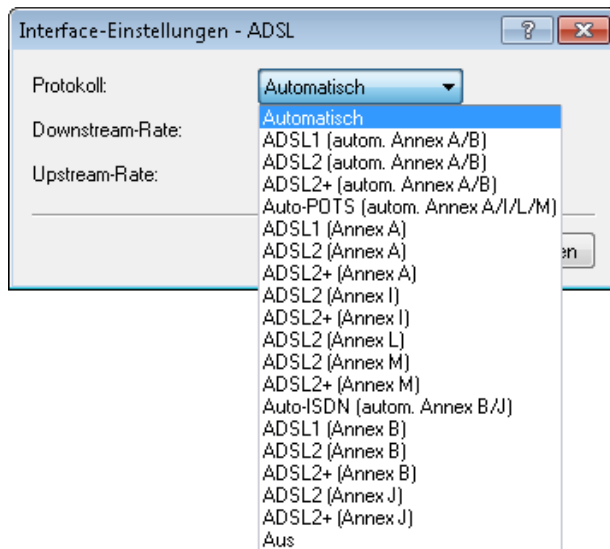 Interface-Einstellungen - ADSL
Protokoll:
Automatisch
Downstream-Rate:
Upstream-Rate:
Automatisch
ADSL1 (autom. Annex A/B)
ADSL2 (autom. Annex A/B)
ADSL2+ (autom. Annex A/B)
Auto-POTS (autom. Annex A/I/L/M)
ADSL1 (Annex A)
ADSL2 (Annex A)
ADSL2+ (Annex A)
ADSL2 (Annex I)
ADSL2+ (Annex I)
ADSL2 (Annex L)
ADSL2 (Annex M)
ADSL2+ (Annex M)
Auto-ISDN (autom. Annex B/J)
ADSL1 (Annex B)
ADSL2 (Annex B)
ADSL2+ (Annex B)
ADSL2 (Annex J)
ADSL2+ (Annex J)
Aus